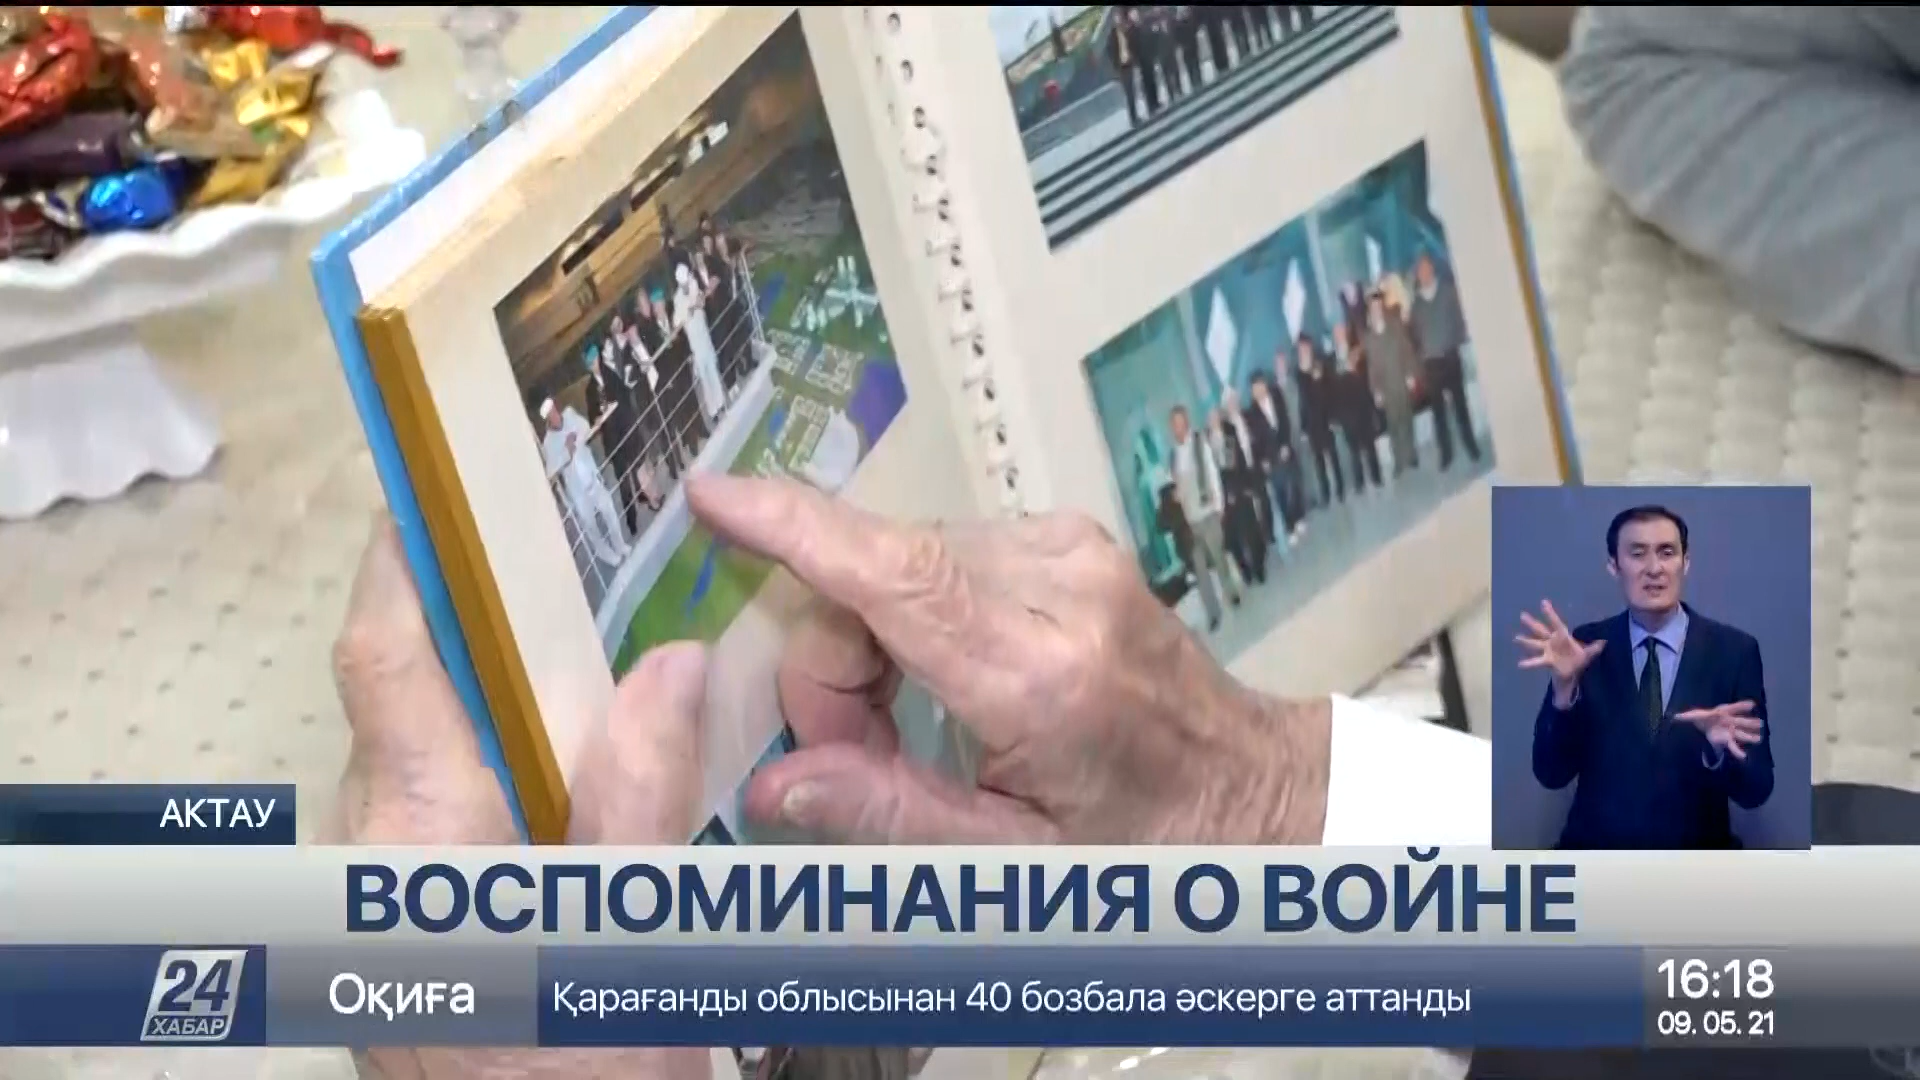 АКТАУ
ВОСПОМИНАНИЯ О ВОЙНЕ
24
ХАБАР
Оқиға
Қарағанды облысынан 40 бозбала әскерге аттанды
16:18
09. 05. 21